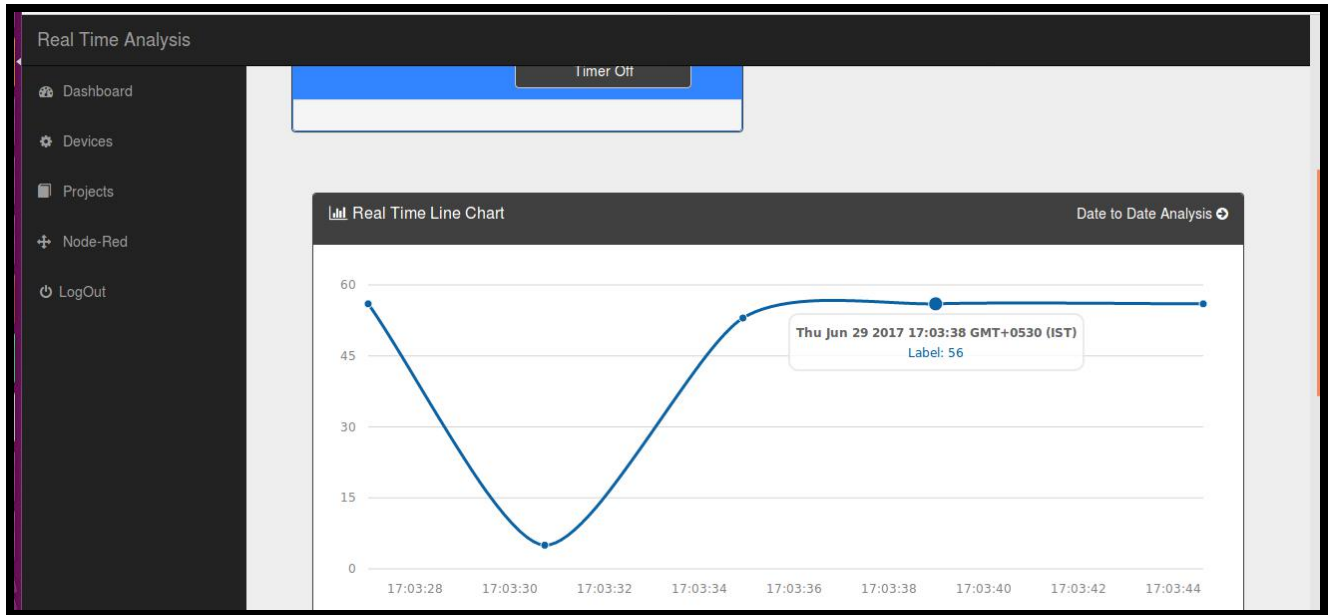 Real Time Analysis
Dashboard
Devices
Projects
Node-Red
LogOut
Timer Off
Real Time Line Chart
Date to Date Analysis
60
45
30
15
0
Thu Jun 29 2017 17:03:38 GMT+0530 (IST)
Label: 56
17:03:28 17:03:30 17:03:32 17:03:34 17:03:36 17:03:38 17:03:40 17:03:42 17:03:44